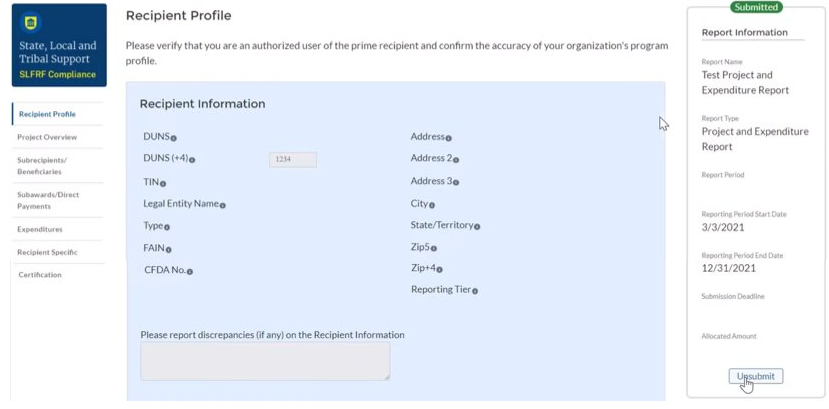 State, Local and
Tribal Support
SLFRF Compliance
Recipient Profile
Project Overview
Subrecipients/
Beneficiaries
Subawards/Direct
Payments
Expenditures
Recipient Specific
Certification
Recipient Profile
Please verify that you are an authorized user of the prime recipient and confirm the accuracy of your organization's program
profile.
Recipient Information
DUNS
DUNS (+4) 1234
TIN
Legal Entity Name
Type
FAIN
CFDA No.
Address
Address 2
Address 3
City
State/Territory
Zip5
Zip+4
Reporting Tier
Please report discrepancies (if any) on the Recipient Information
Submitted
Report Information
Report Name
Test Project and
Expenditure Report
Report Type
Project and Expenditure
Report
Report Period
Reporting Period Start Date
3/3/2021
Reporting Period End Date
12/31/2021
Submission Deadline
Allocated Amount
Unsubmit